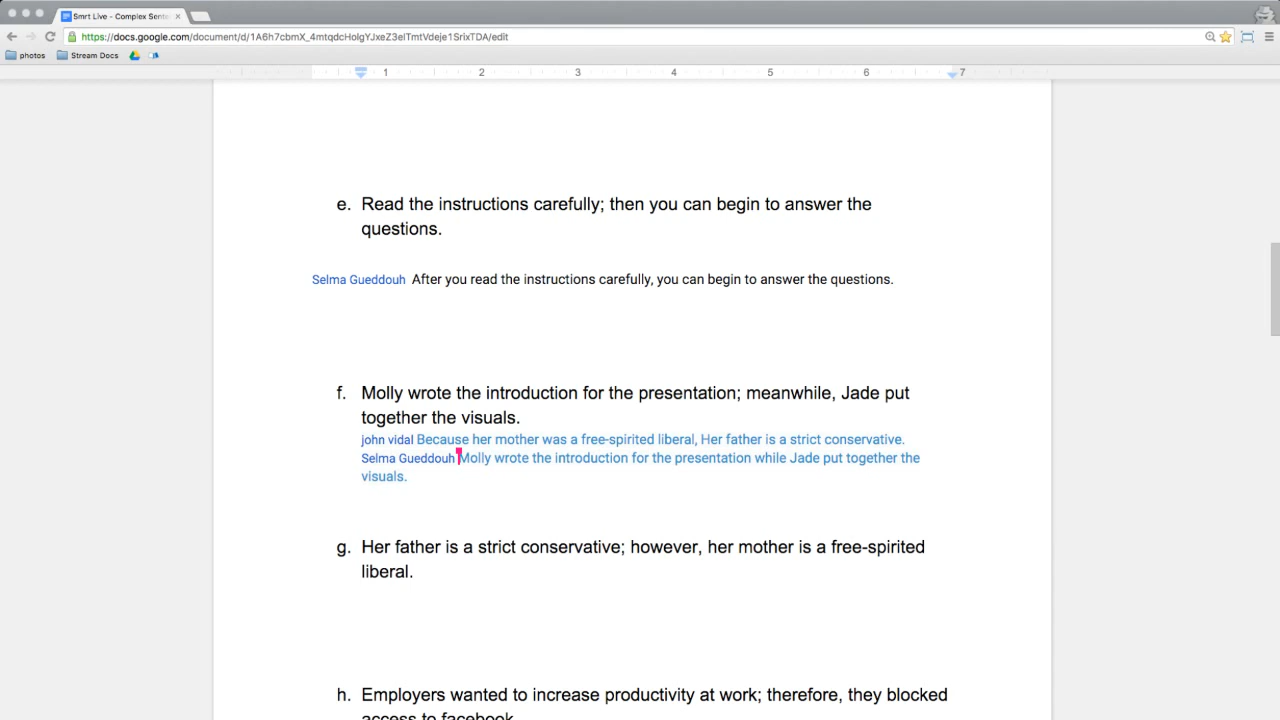 Smrt Live - Complex Sente
https://docs.google.com/document/d/1A6h7cbmX_4mtqdcHolgYJxeZ3elTmtVdeje1SrixTDA/edit
photos Stream Docs
1 2 3 4 5 6 7
e. Read the instructions carefully; then you can begin to answer the
questions.
Selma Gueddouh After you read the instructions carefully, you can begin to answer the questions.
f. Molly wrote the introduction for the presentation; meanwhile, Jade put
together the visuals.
john vidal Because her mother was a free-spirited liberal, Her father is a strict conservative.
Selma Gueddouh Molly wrote the introduction for the presentation while Jade put together the
visuals.
g. Her father is a strict conservative; however, her mother is a free-spirited
liberal.
h. Employers wanted to increase productivity at work; therefore, they blocked
access to facebook